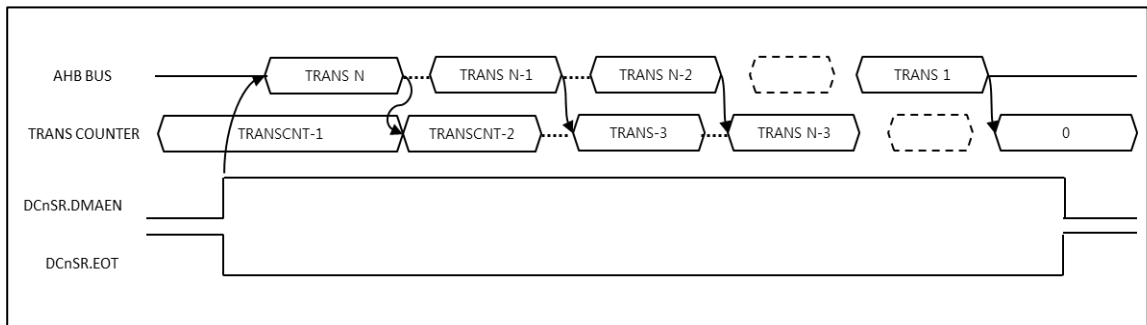 AHB BUS TRANS N TRANS N-1 TRANS N-2 TRANS 1
TRANS COUNTER TRANSCNT-1 TRANSCNT-2 TRANS-3 TRANS N-3 0
DCnSR.DMAEN
DCnSR.EOT